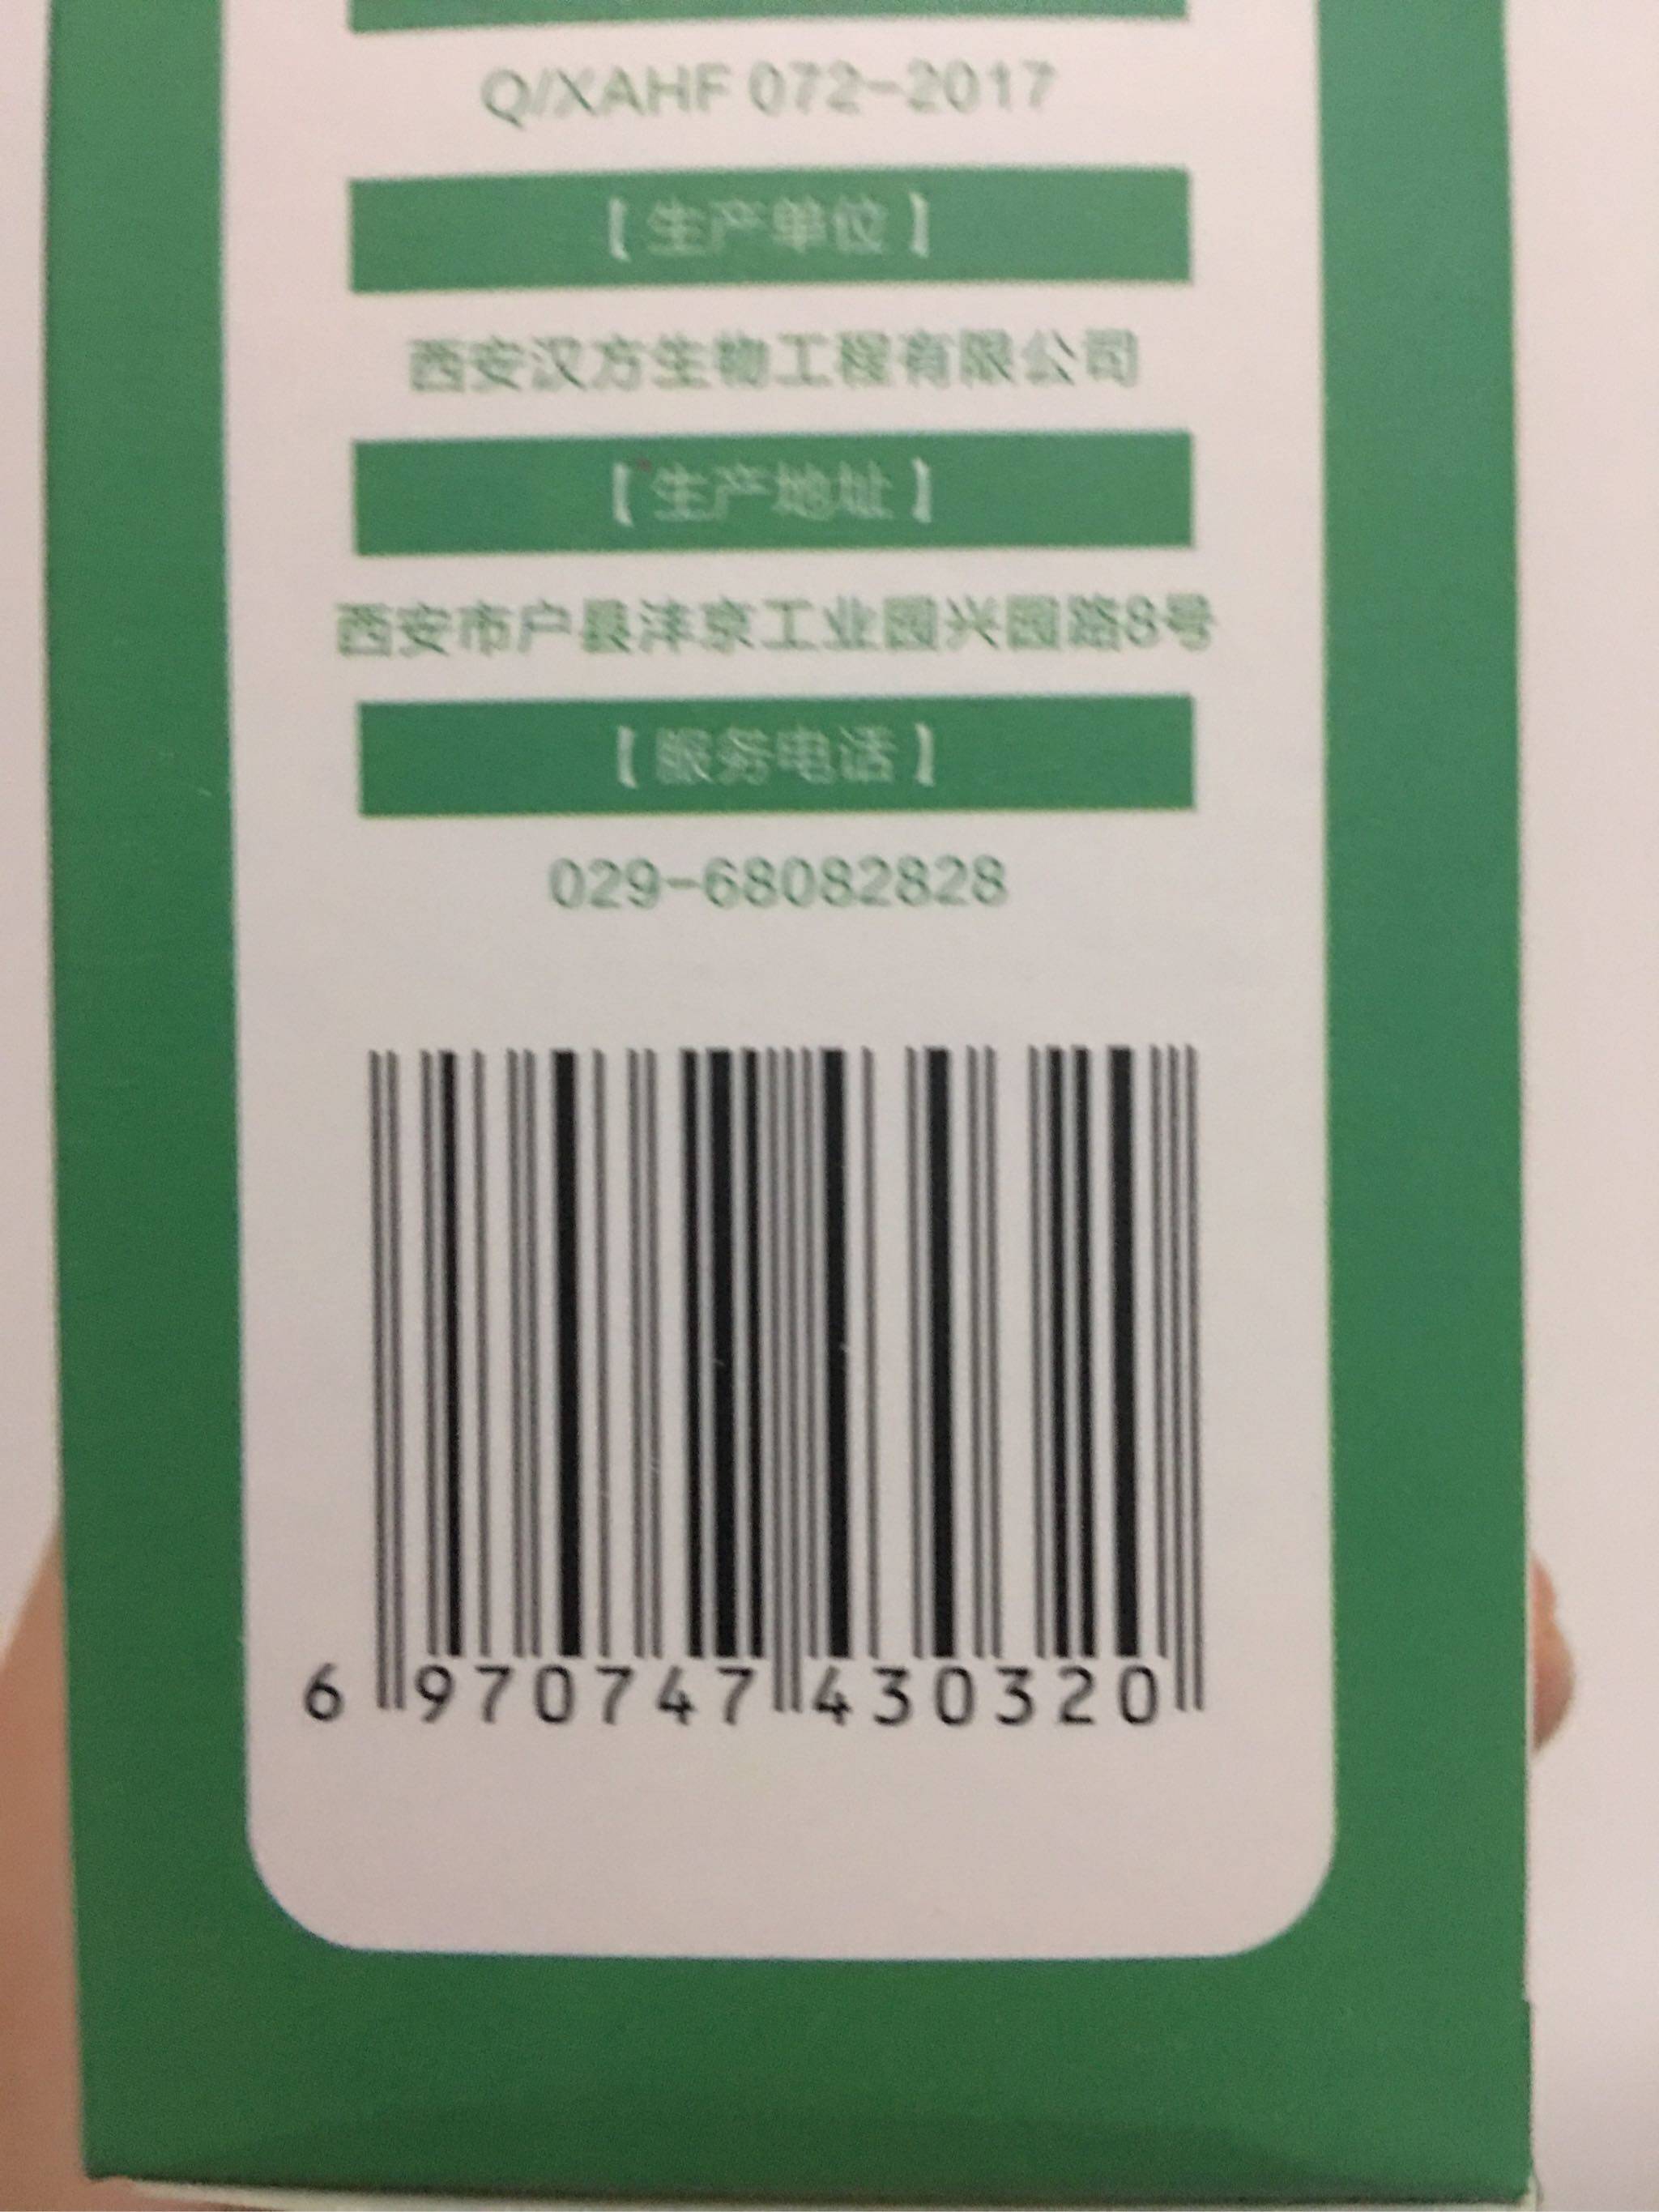 Q/XAHF 072-2017
【生产单位】
西安汉方生物工程有限公司
【生产地址】
西安市户县沣京工业园兴园路8号
【服务电话】
029-68082828
6 970747 430320